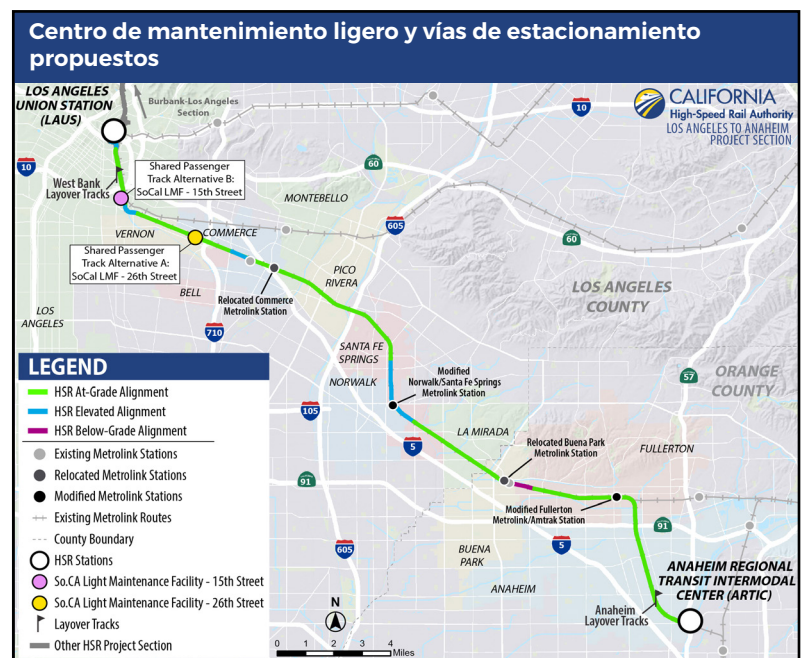 Centro de mantenimiento ligero y vías de estacionamiento
propuestos
LOS ANGELES
UNION STATION
(LAUS)
Burbank-Los Angeles
Section
10
CALIFORNIA
High-Speed Rail Authority
LOS ANGELES TO ANAHEIM
PROJECT SECTION
10
West Bank
Layover Tracks
Shared Passenger
Track Alternative B:
SoCal LMF - 15th Street
60
MONTEBELLO
605
60
VERNON
COMMERCE
Shared Passenger
Track Alternative A:
SoCal LMF - 26th Street
PICO
RIVERA
BELL
Relocated Commerce
Metrolink Station
LOS ANGELES
COUNTY
LOS
ANGELES
710
SANTA FE
SPRINGS
NORWALK
Modified
Norwalk/Santa Fe Springs
Metrolink Station
57
ORANGE
COUNTY
105
5
LA MIRADA
Relocated Buena Park
Metrolink Station
FULLERTON
91
Modified Fullerton
Metrolink/Amtrak Station
91
605
5
BUENA
PARK
ANAHEIM
ANAHEIM REGIONAL
TRANSIT INTERMODAL
CENTER (ARTIC)
Anaheim
Layover Tracks
LEGEND
HSR At-Grade Alignment
HSR Elevated Alignment
HSR Below-Grade Alignment
Existing Metrolink Stations
Relocated Metrolink Stations
Modified Metrolink Stations
Existing Metrolink Routes
County Boundary
HSR Stations
So.CA Light Maintenance Facility - 15th Street
So.CA Light Maintenance Facility - 26th Street
Layover Tracks
Other HSR Project Section
N
0 1 2 3 4
Miles